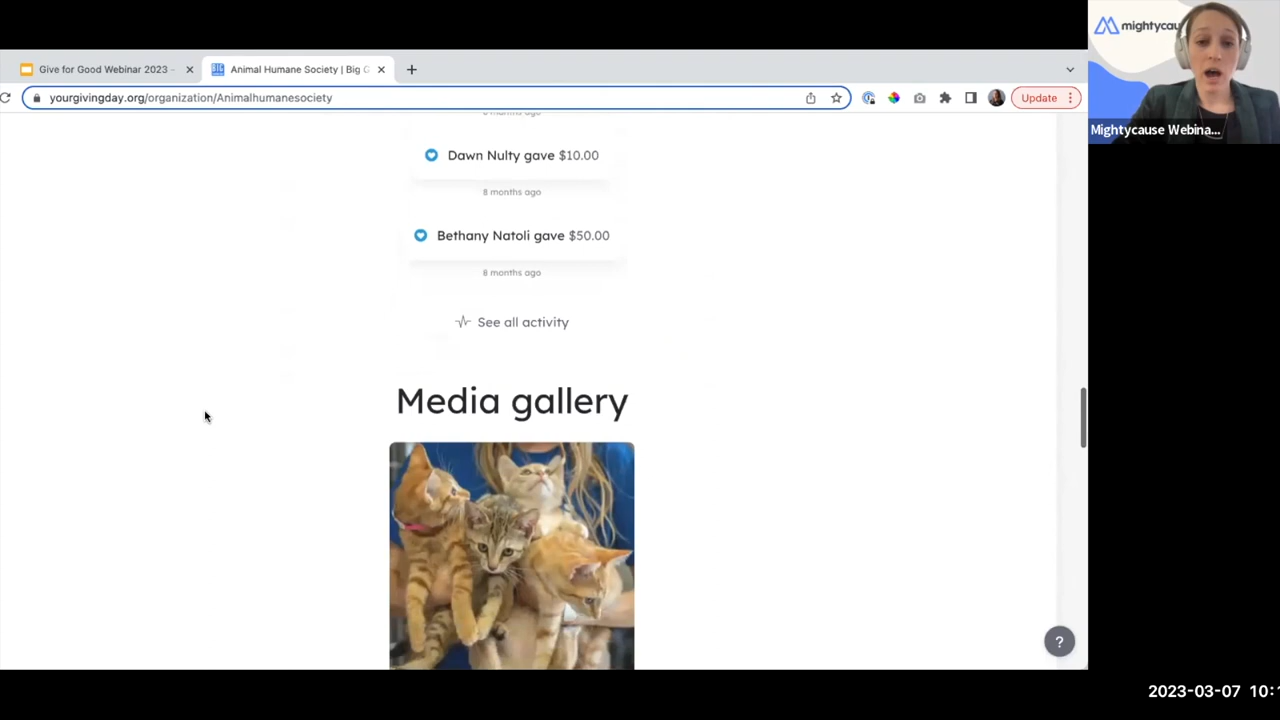 Give for Good Webinar 2023 -
Animal Humane Society | Big G
yourgivingday.org/organization/Animalhumanesociety
Update
mightycau
Mightycause Webina...
Dawn Nulty gave $10.00
8 months ago
Bethany Natoli gave $50.00
8 months ago
See all activity
Media gallery
?
2023-03-07 10: